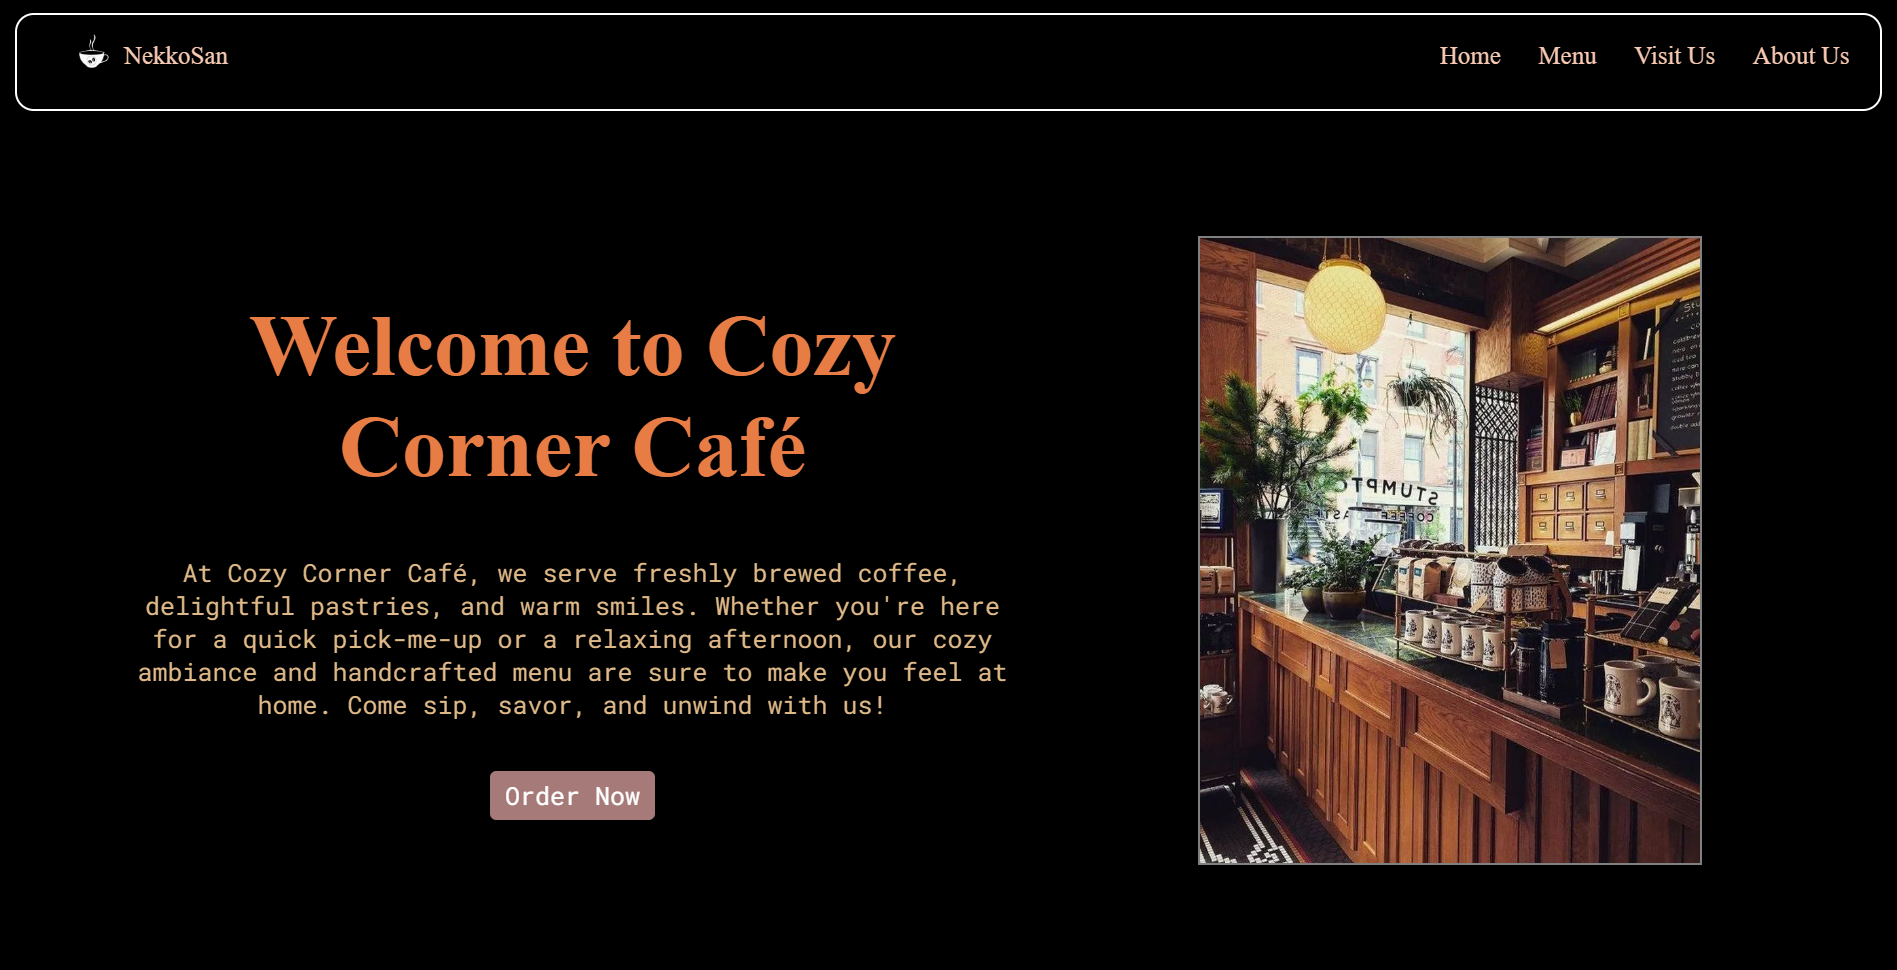 NekkoSan
Home Menu Visit Us About Us
Welcome to Cozy
Corner Café
At Cozy Corner Café, we serve freshly brewed coffee,
delightful pastries, and warm smiles. Whether you're here
for a quick pick-me-up or a relaxing afternoon, our cozy
ambiance and handcrafted menu are sure to make you feel at
home. Come sip, savor, and unwind with us!
Order Now
STUMPT
COFFEE